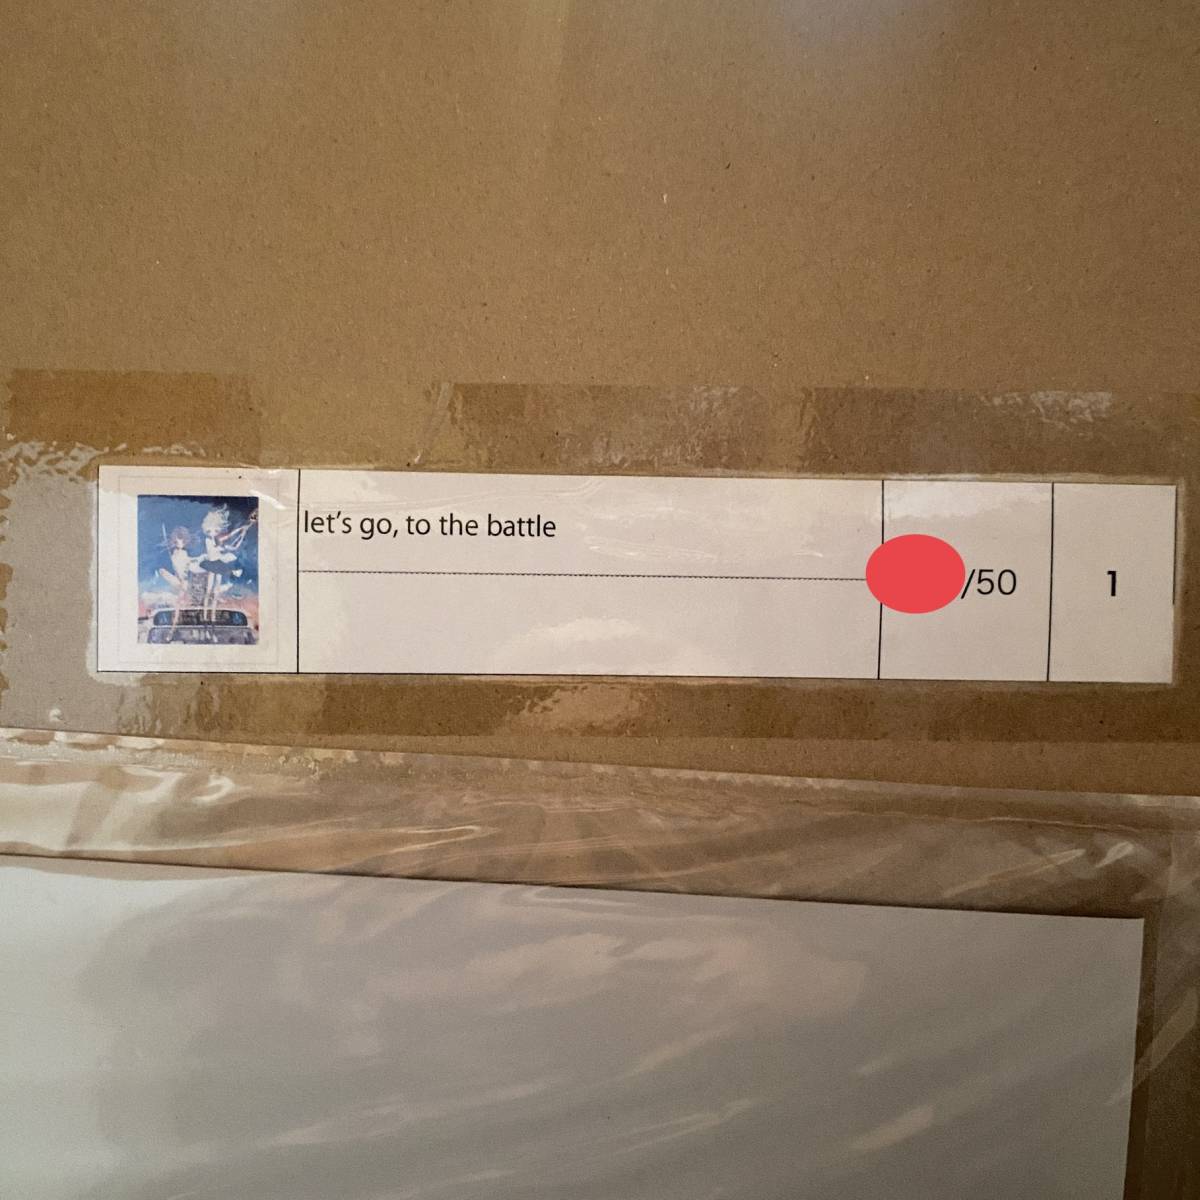 let's go, to the battle
/50
1